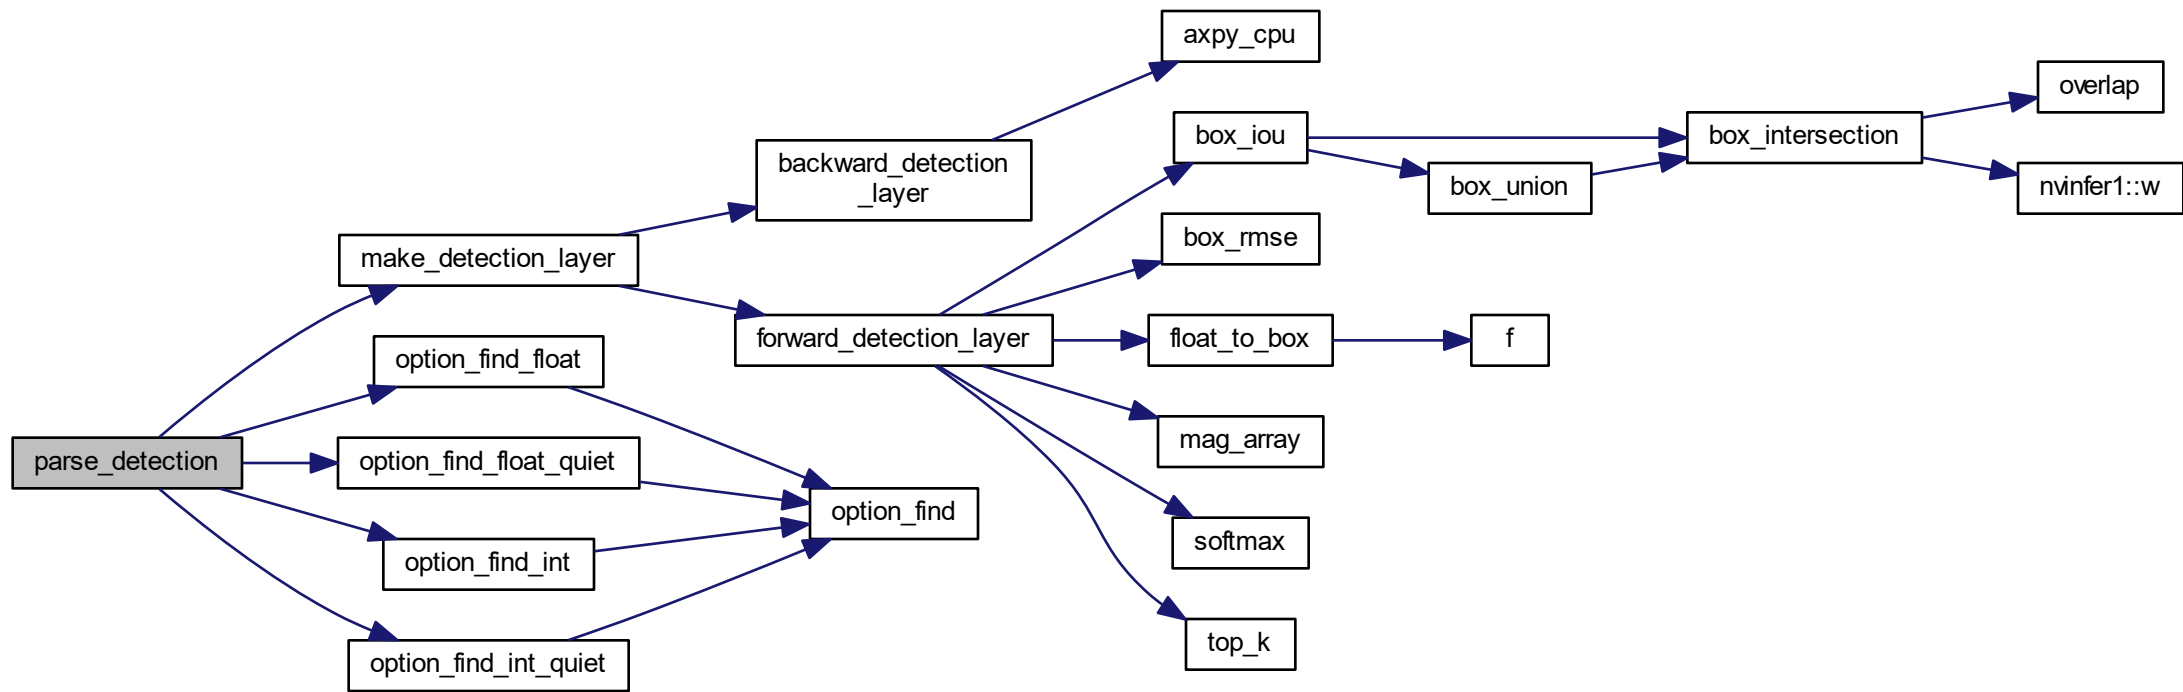 axpy_cpu
overlap
box_iou
box_intersection
backward_detection
_layer
box_union
nvinfer1::w
box_rmse
make_detection_layer
forward_detection_layer
float_to_box
f
option_find_float
mag_array
parse_detection
option_find_float_quiet
option_find
softmax
option_find_int
top_k
option_find_int_quiet